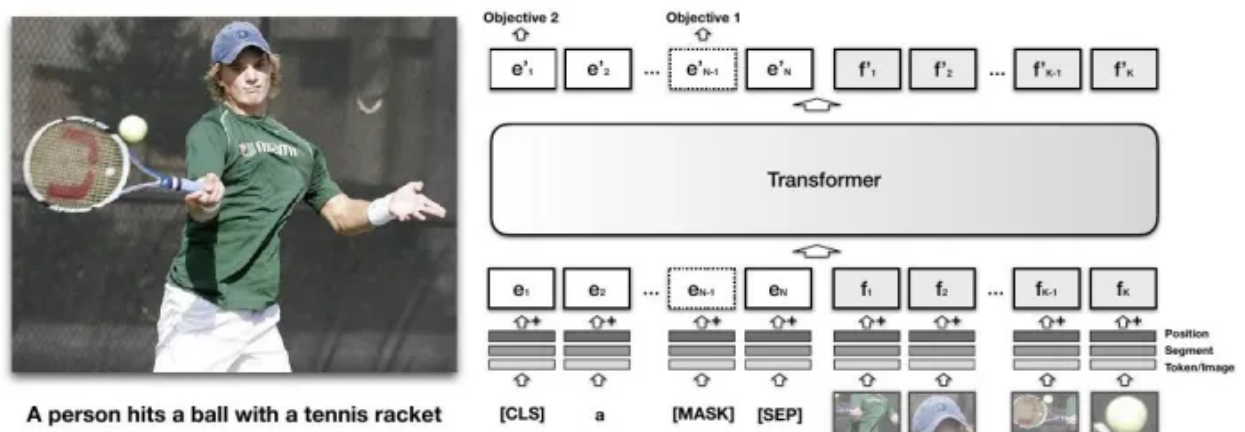 Objective 2
Objective 1
e'1 e'2 ... e'N-1 e'N f'1 f'2 ... f'K-1 f'K
Transformer
e1 e2 ... eN-1 eN f1 f2 ... fK-1 fK
+ + + + + + + +
Position
Segment
Token/Image
[CLS] a [MASK] [SEP]
A person hits a ball with a tennis racket